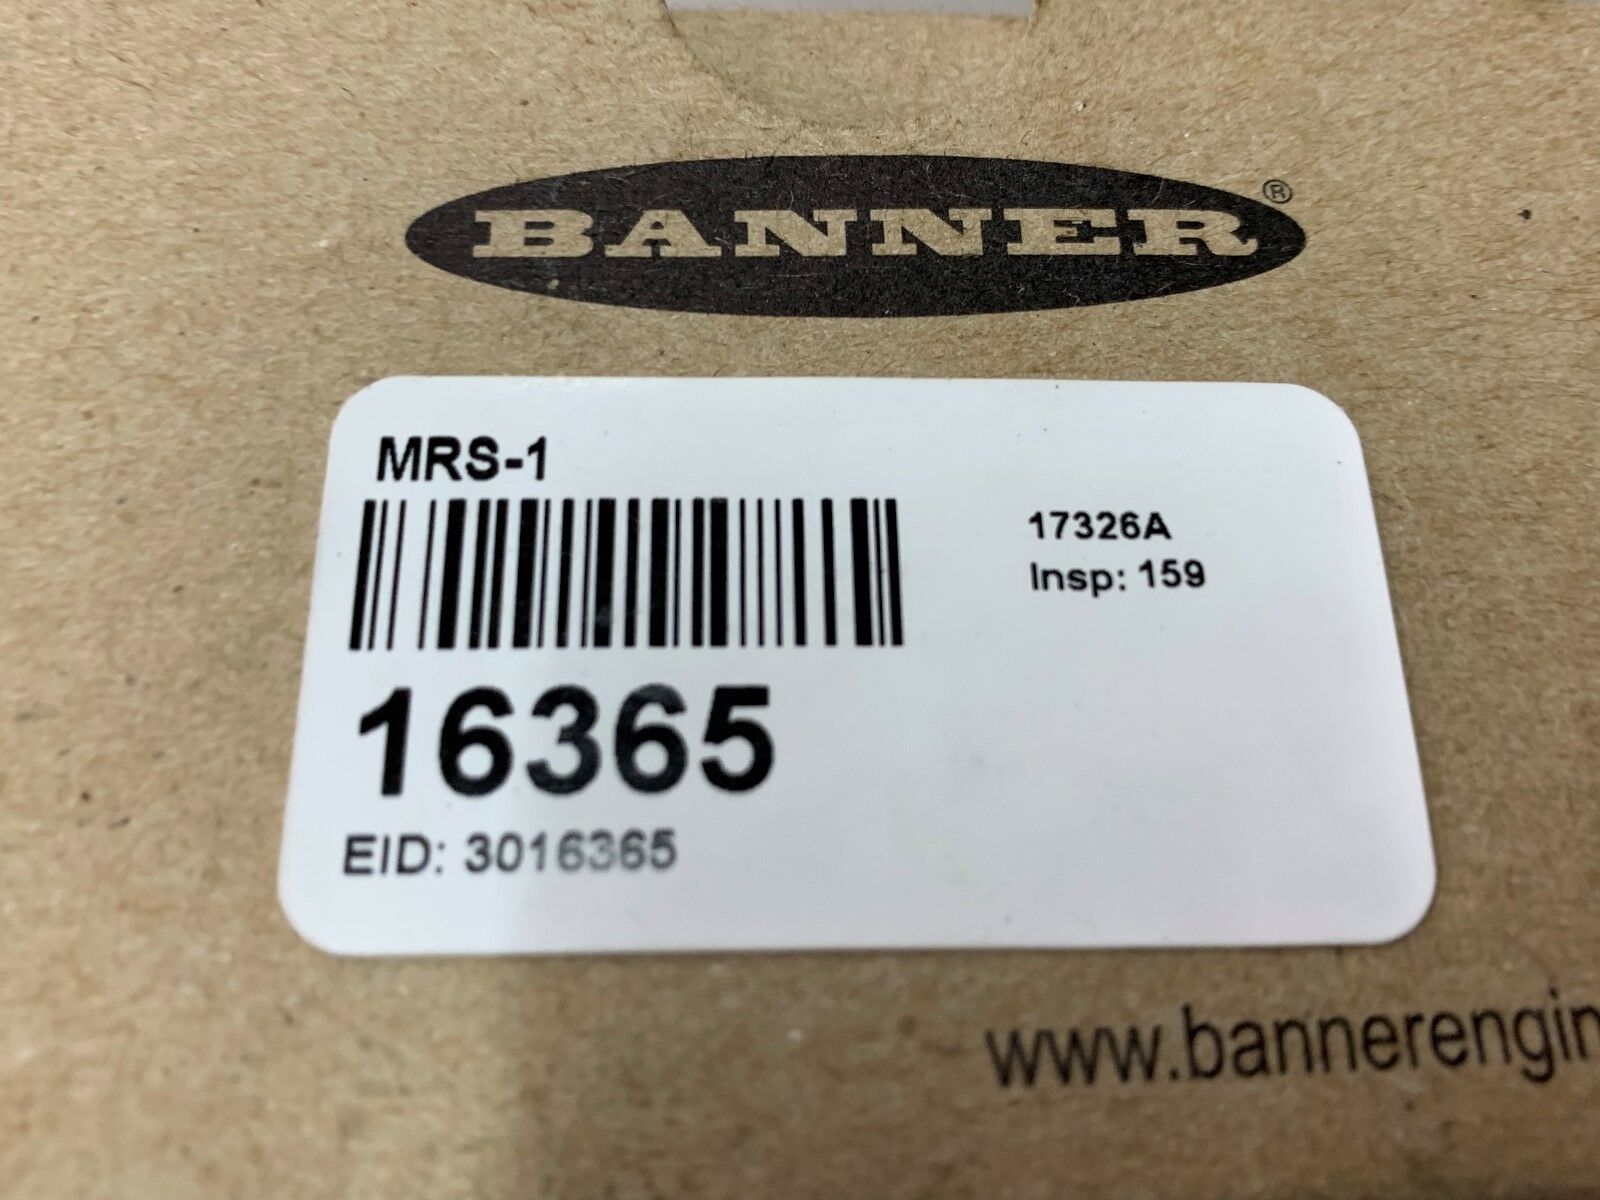 BANNER®
MRS-1
17326A
Insp: 159
16365
EID: 3016365
www.bannerengin